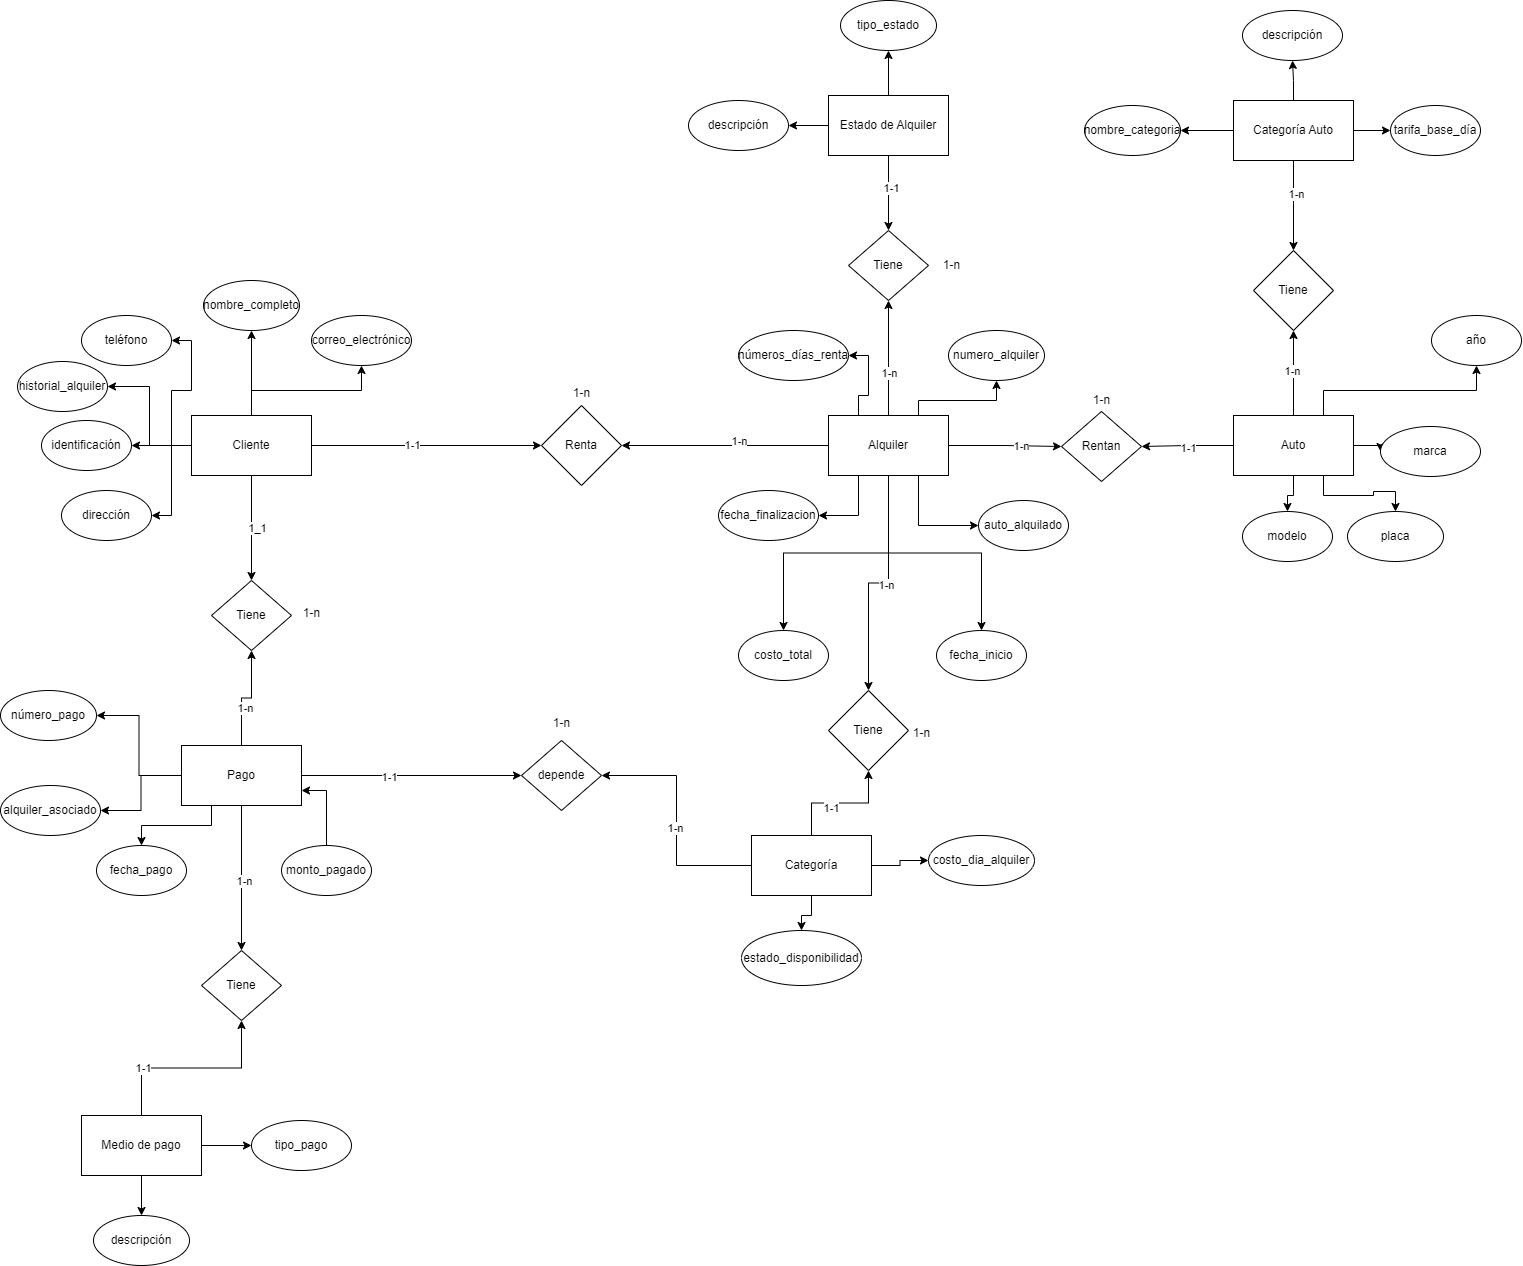 tipo_estado
descripción
descripción
Estado de Alquiler
nombre_categoria
Categoría Auto
tarifa_base_día
1-1
1-n
Tiene
1-n
Tiene
nombre_completo
teléfono
correo_electrónico
números_días_renta
numero_alquiler
año
historial_alquiler
1-n
1-n
1-n
1-n
identificación
Cliente
1-1
Renta
1-n
Alquiler
1-n
Rentan
1-1
Auto
marca
dirección
1_1
fecha_finalizacion
auto_alquilado
modelo
placa
1-n
Tiene
1-n
costo_total
fecha_inicio
1-n
número_pago
1-n
Tiene
1-n
Pago
1-1
depende
alquiler_asociado
1-1
1-n
fecha_pago
monto_pagado
Categoría
costo_dia_alquiler
1-n
estado_disponibilidad
Tiene
1-1
Medio de pago
tipo_pago
descripción